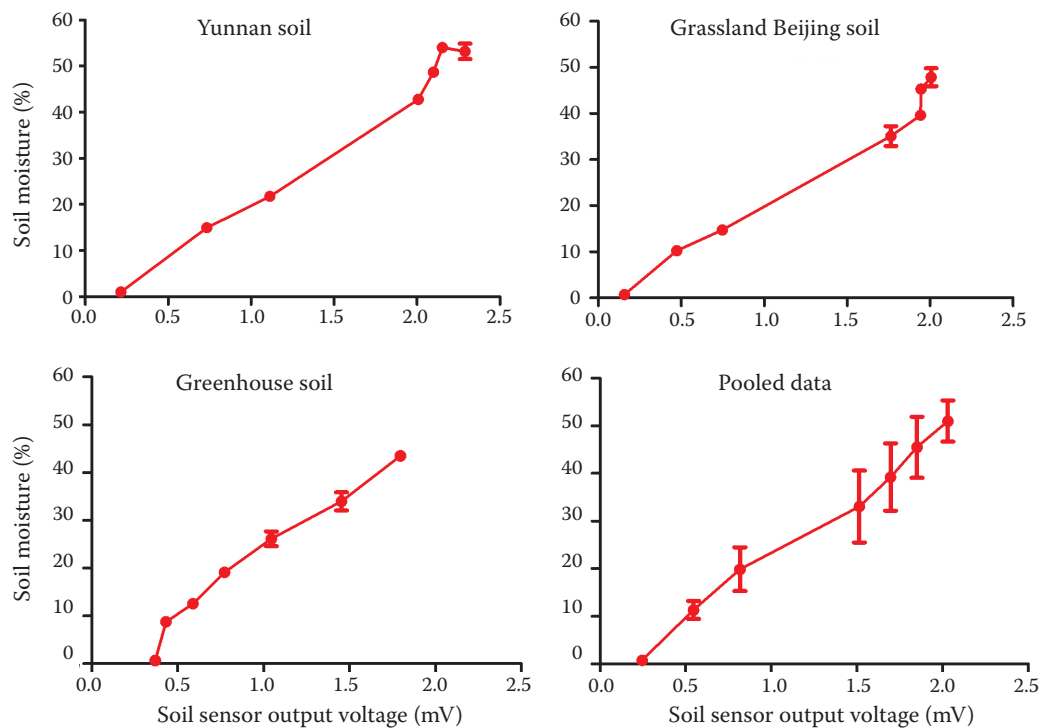 Yunnan soil
Soil moisture (%)
60
50
40
30
20
10
0
0.0 0.5 1.0 1.5 2.0 2.5
Grassland Beijing soil
60
50
40
30
20
10
0
0.0 0.5 1.0 1.5 2.0 2.5
Greenhouse soil
Soil moisture (%)
60
50
40
30
20
10
0
0.0 0.5 1.0 1.5 2.0 2.5
Soil sensor output voltage (mV)
Pooled data
60
50
40
30
20
10
0
0.0 0.5 1.0 1.5 2.0 2.5
Soil sensor output voltage (mV)